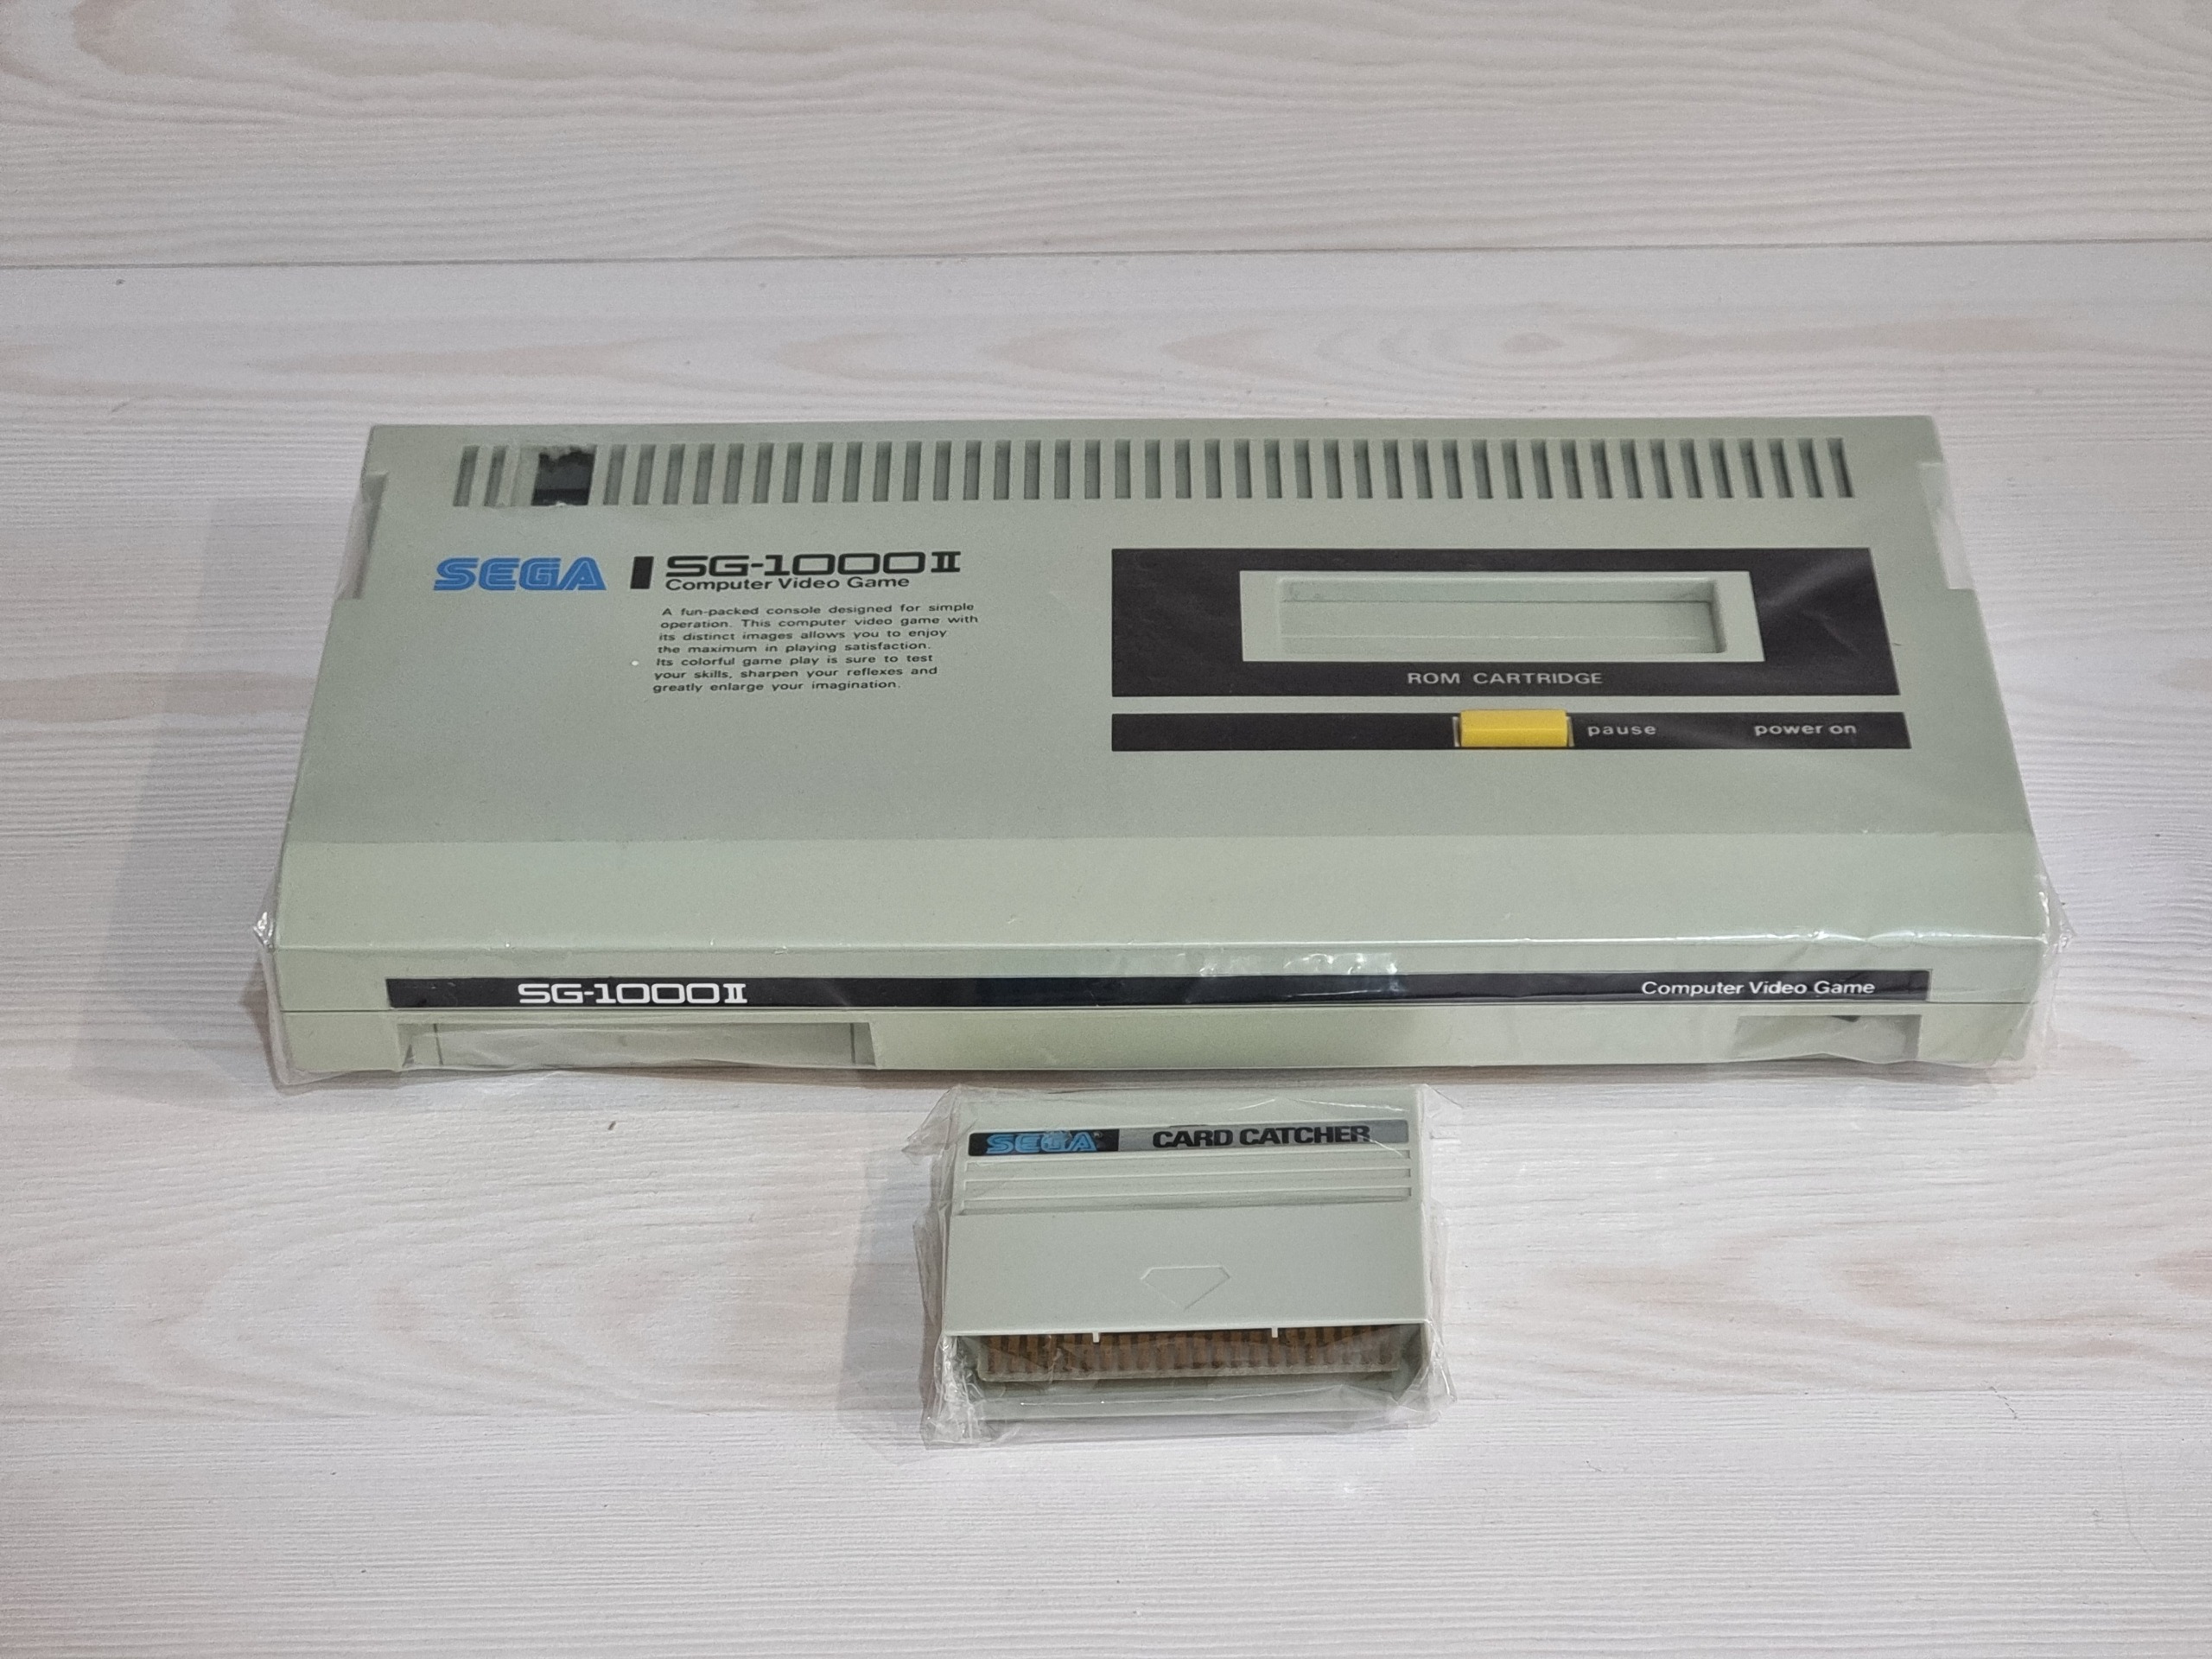 SEGA SG-1000II
Computer Video Game
A fun-packed console designed for simple
operation. This computer video game with
its distinct images allows you to enjoy
the maximum in playing satisfaction.
Its colorful game play is sure to test
your skills, sharpen your reflexes and
greatly enlarge your imagination.
ROM CARTRIDGE
pause power on
SG-1000II Computer Video Game
SEGA® CARD CATCHER